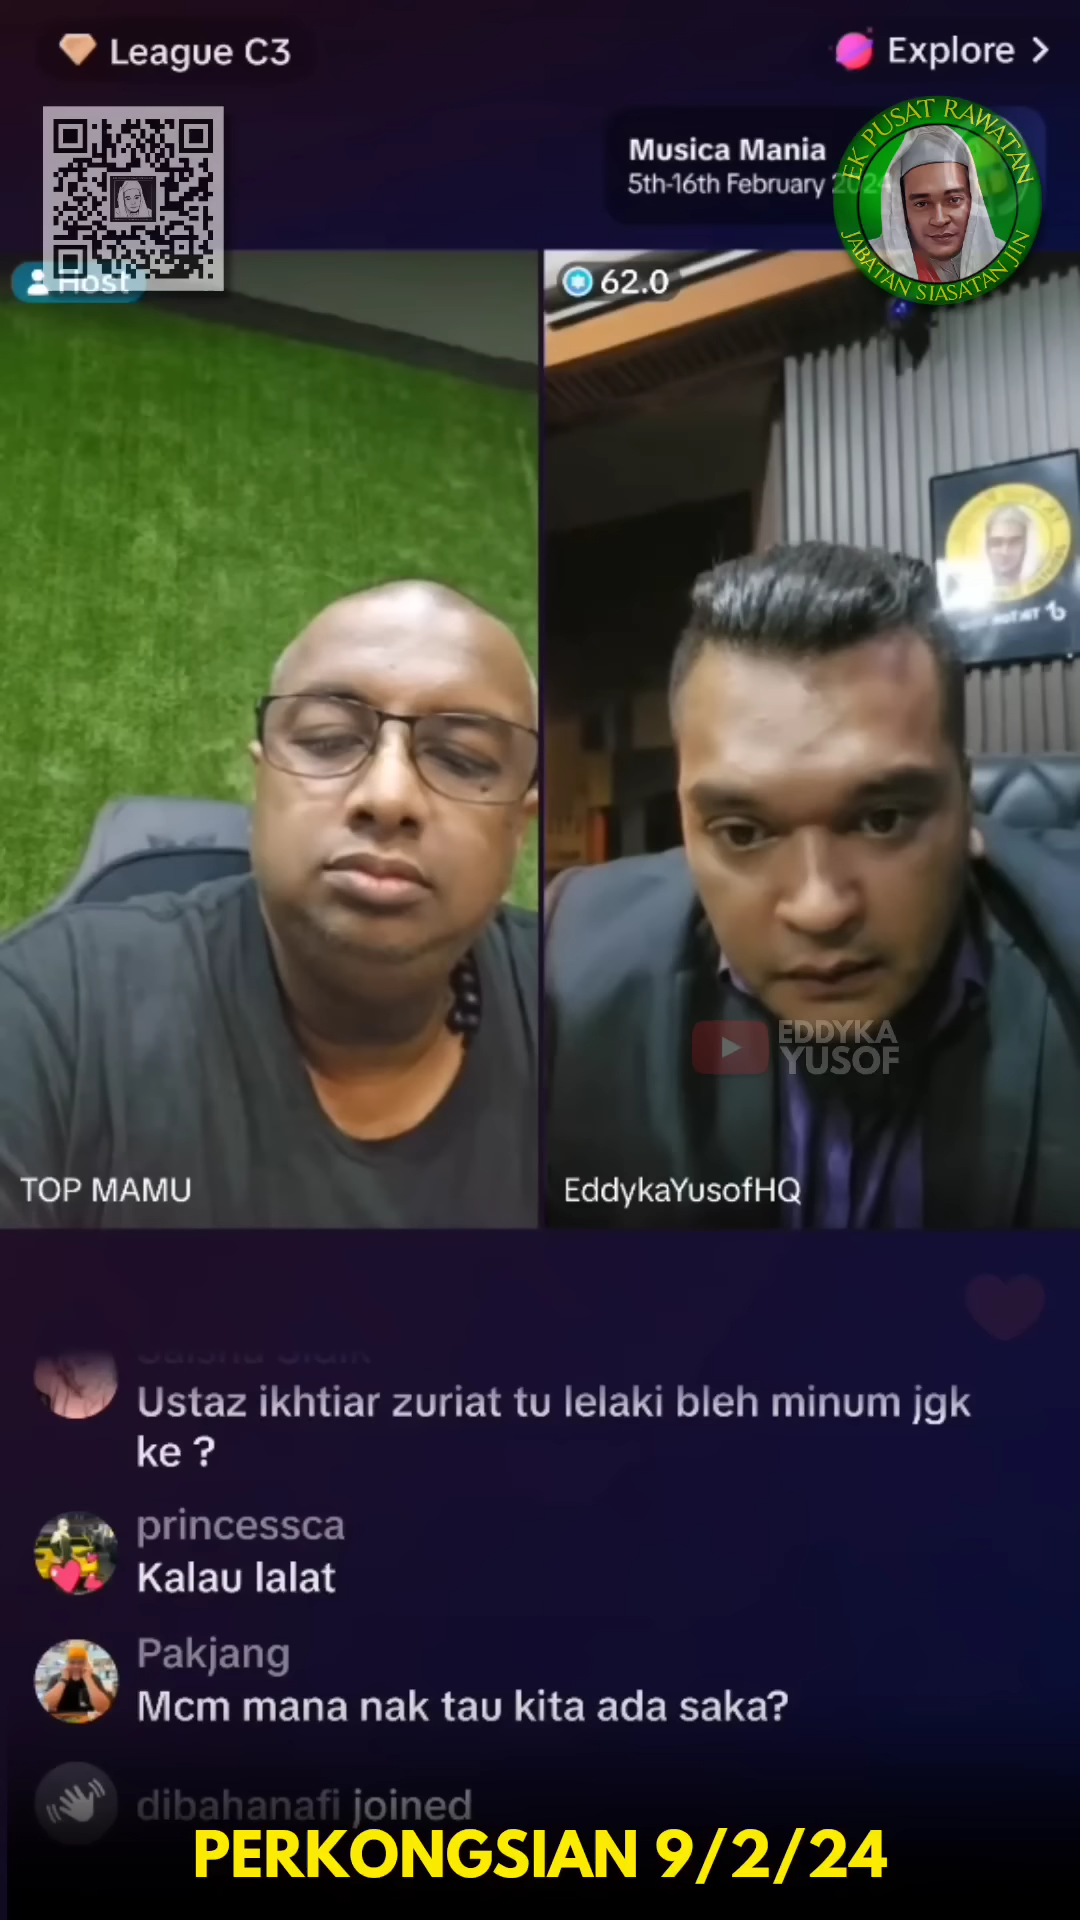 League C3
Explore
Musica Mania
5th-16th February 2024
EK PUSAT RAWATAN
JABATAN SIASATAN JIN
Host
62.0
EDDYKA
YUSOF
TOP MAMU
EddykaYusofHQ
Ustaz ikhtiar zuriat tu lelaki bleh minum jgk
ke ?
princessca
Kalau lalat
Pakjang
Mcm mana nak tau kita ada saka?
dibahanafi joined
PERKONGSIAN 9/2/24